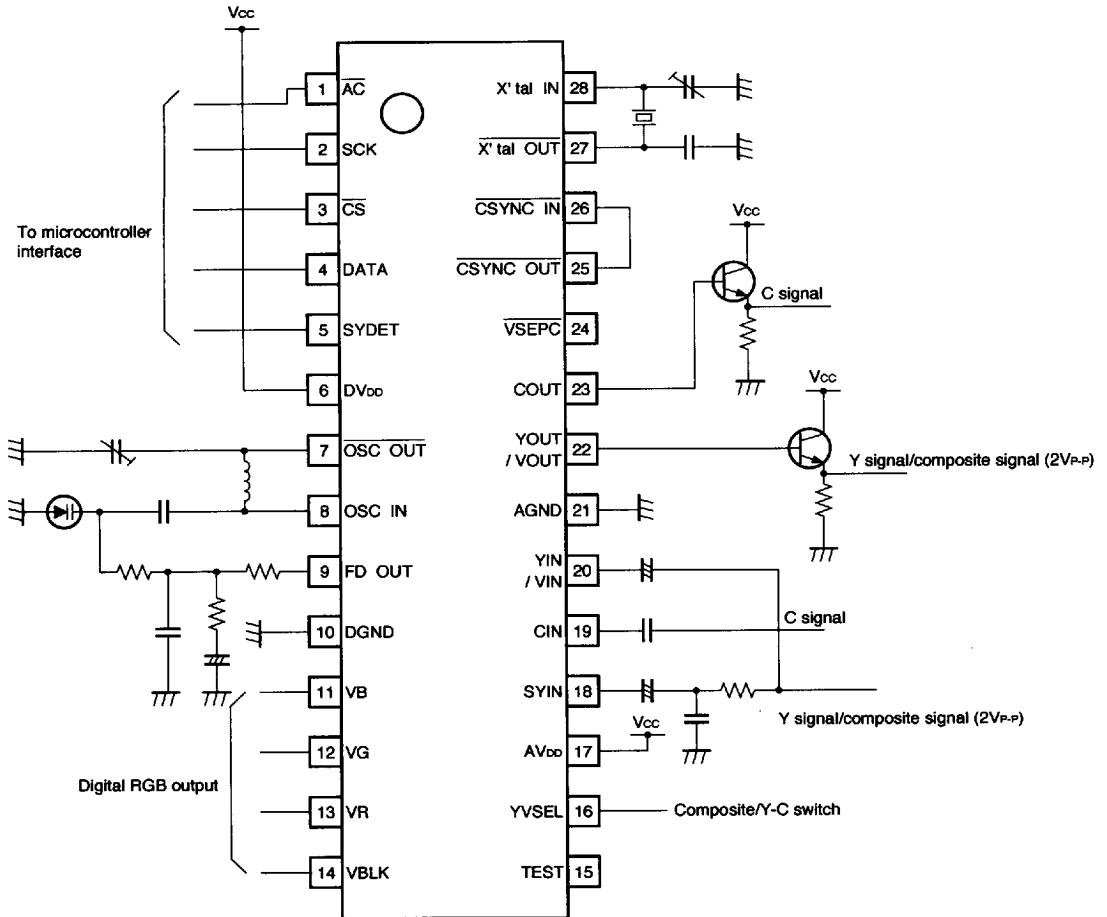 Vcc
1 AC
2 SCK
3 CS
4 DATA
5 SYDET
6 DVDD
7 OSC OUT
8 OSC IN
9 FD OUT
10 DGND
11 VB
12 VG
13 VR
14 VBLK
To microcontroller
interface
Digital RGB output
X' tal IN 28
X' tal OUT 27
CSYNC IN 26
CSYNC OUT 25
VSEPC 24
COUT 23
YOUT
/ VOUT 22
AGND 21
YIN
/ VIN 20
CIN 19
SYIN 18
AVDD 17
YVSEL 16
TEST 15
Vcc
C signal
Vcc
Y signal/composite signal (2VP-P)
C signal
Y signal/composite signal (2VP-P)
Vcc
Composite/Y-C switch